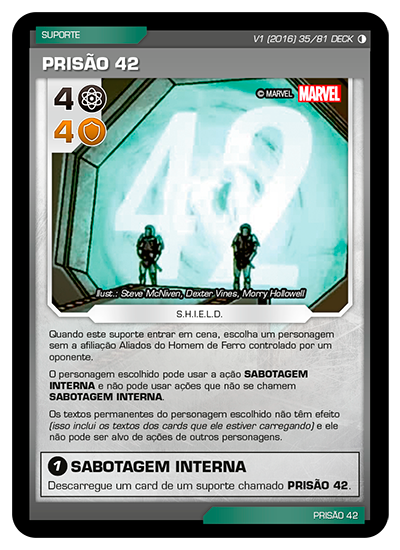 SUPORTE
V1 (2016) 35/81 DECK
PRISÃO 42
4
4
© MARVEL MARVEL
42
Ilust.: Steve McNiven, Dexter Vines, Morry Hollowell
S.H.I.E.L.D.
Quando este suporte entrar em cena, escolha um personagem
sem a afiliação Aliados do Homem de Ferro controlado por um
oponente.
O personagem escolhido pode usar a ação SABOTAGEM
INTERNA e não pode usar ações que não se chamem
SABOTAGEM INTERNA.
Os textos permanentes do personagem escolhido não têm efeito
(isso inclui os textos dos cards que ele estiver carregando) e ele
não pode ser alvo de ações de outros personagens.
1 SABOTAGEM INTERNA
Descarregue um card de um suporte chamado PRISÃO 42.
PRISÃO 42